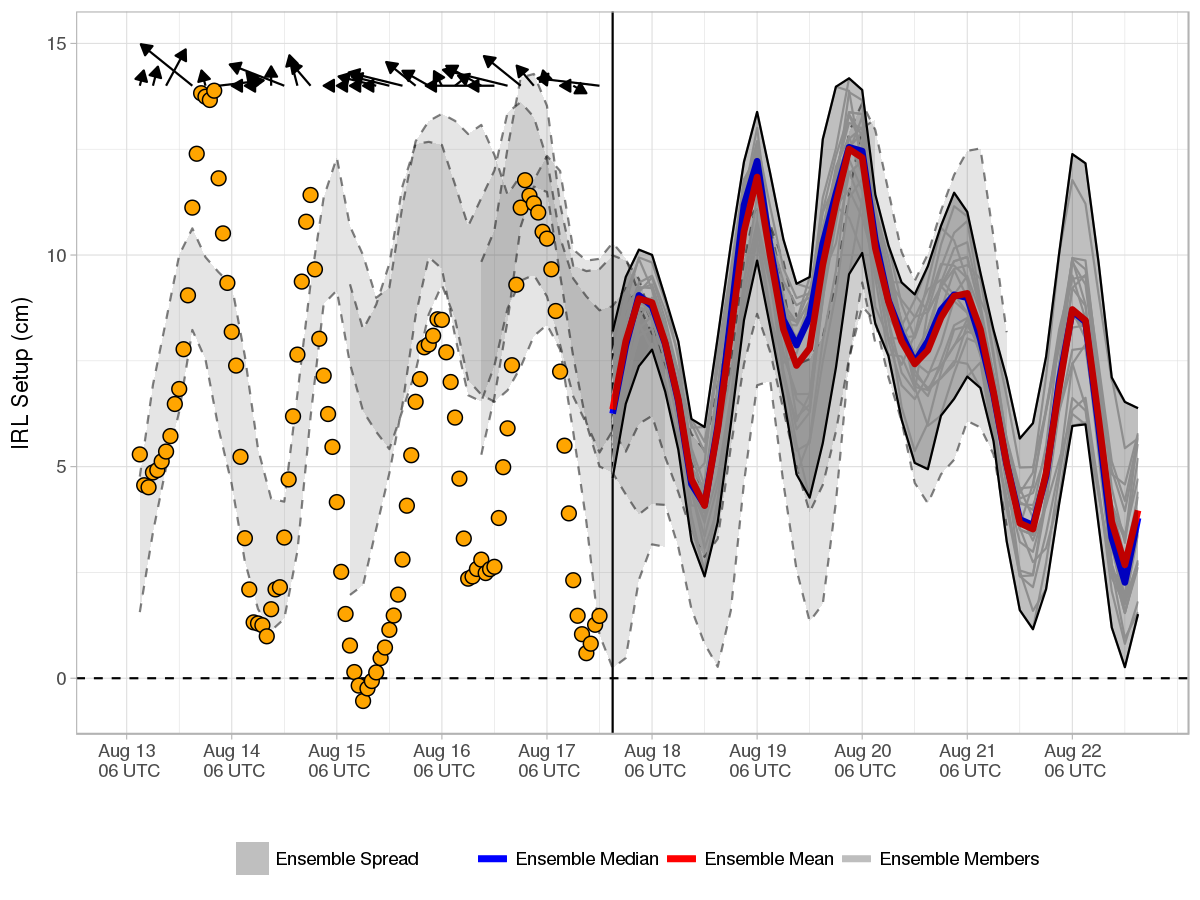 15
10
5
0
IRL Setup (cm)
Aug 13 Aug 14 Aug 15 Aug 16 Aug 17 Aug 18 Aug 19 Aug 20 Aug 21 Aug 22
06 UTC 06 UTC 06 UTC 06 UTC 06 UTC 06 UTC 06 UTC 06 UTC 06 UTC 06 UTC
Ensemble Spread Ensemble Median Ensemble Mean Ensemble Members